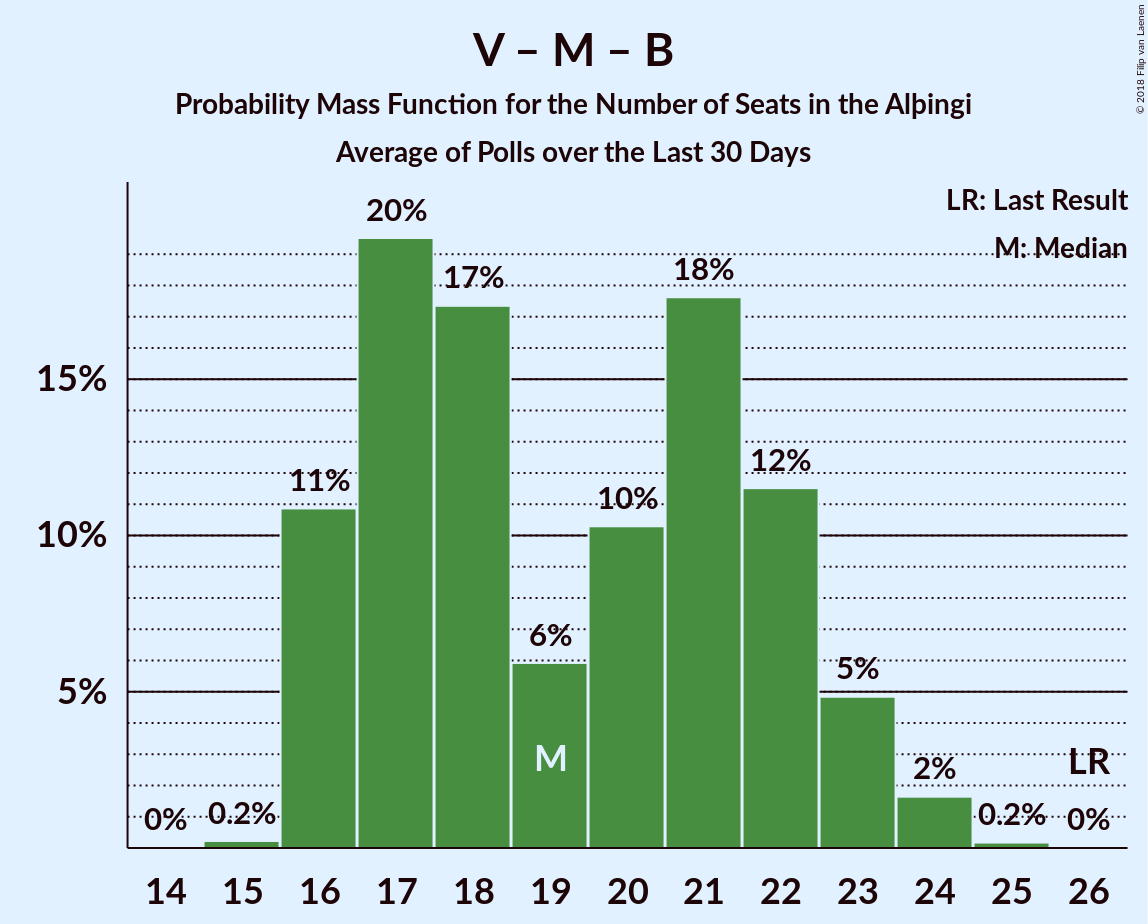 V – M – B
Probability Mass Function for the Number of Seats in the Alþingi
Average of Polls over the Last 30 Days
© 2018 Filip van Laenen
LR: Last Result
M: Median
20%
17%
18%
15%
11%
12%
10%
10%
6%
5%
5%
M
LR
0%
0.2%
2%
0.2%
0%
14 15 16 17 18 19 20 21 22 23 24 25 26